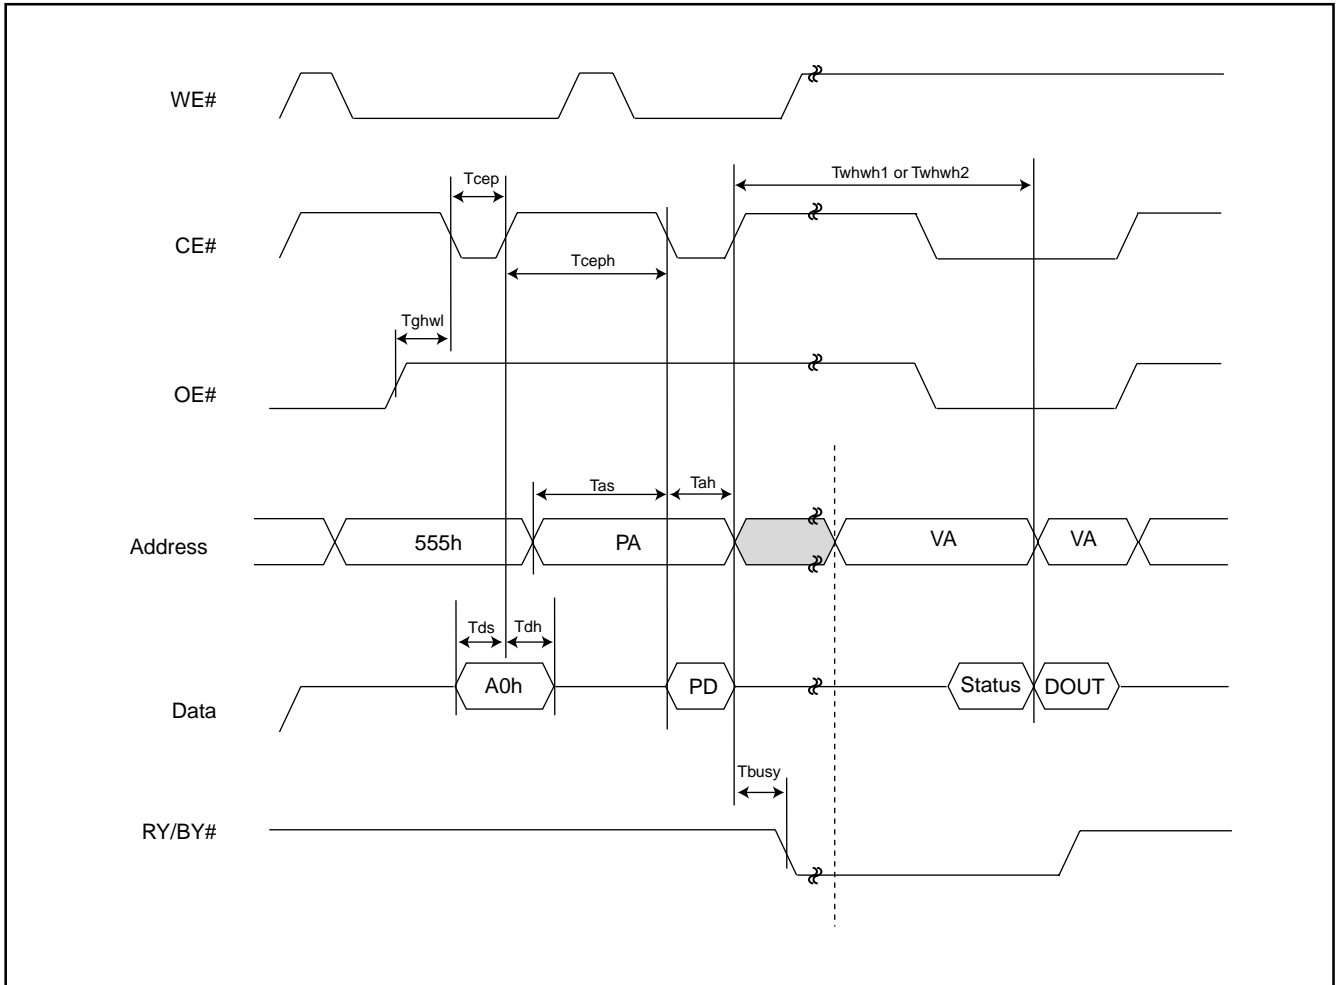 WE#
Tcep
Twhwh1 or Twhwh2
CE#
Tceph
Tghwl
OE#
Tas
Tah
Address
555h
PA
VA
VA
Tds
Tdh
Data
A0h
PD
Status
DOUT
Tbusy
RY/BY#